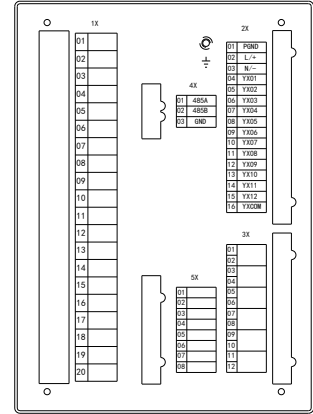 1X
01
02
03
04
05
06
07
08
09
10
11
12
13
14
15
16
17
18
19
20
4X
01 485A
02 485B
03 GND
5X
01
02
03
04
05
06
07
08
2X
01 PGND
02 L/+
03 N/-
04 YX01
05 YX02
06 YX03
07 YX04
08 YX05
09 YX06
10 YX07
11 YX08
12 YX09
13 YX10
14 YX11
15 YX12
16 YXCOM
3X
01
02
03
04
05
06
07
08
09
10
11
12